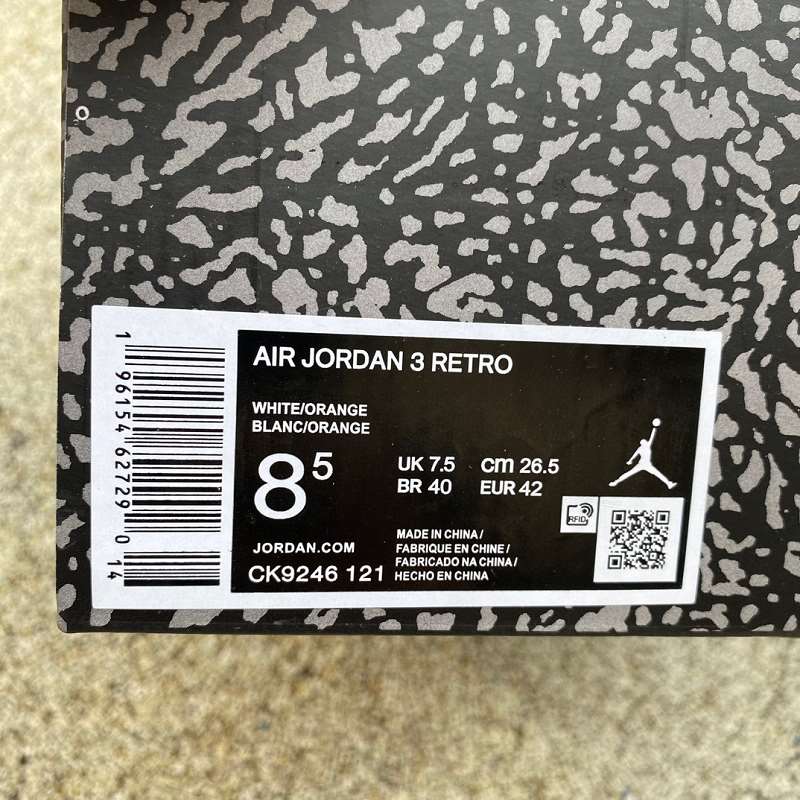 1 96154 62729 0 14
AIR JORDAN 3 RETRO
WHITE/ORANGE
BLANC/ORANGE
8 5
UK 7.5 cm 26.5
BR 40 EUR 42
RFID
JORDAN.COM
CK9246 121
MADE IN CHINA /
FABRIQUE EN CHINE /
FABRICADO NA CHINA /
HECHO EN CHINA